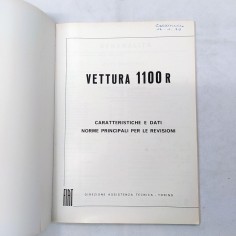 VETTURA 1100 R
CARATTERISTICHE E DATI
NORME PRINCIPALI PER LE REVISIONI
FIAT
DIREZIONE ASSISTENZA TECNICA - TORINO